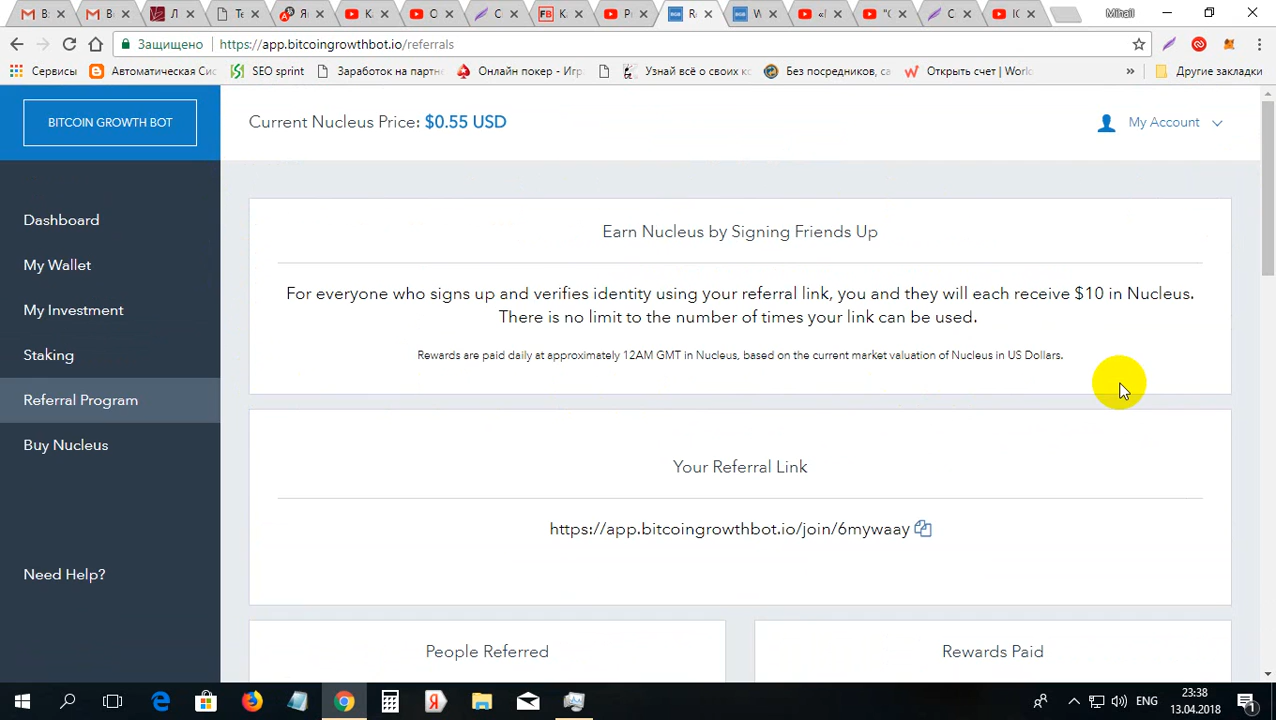 В
В
Л
Te
Я
К
О
С
К
Р
R
W
«I
"С
С
IC
Mihail
Защищено https://app.bitcoingrowthbot.io/referrals
Сервисы Автоматическая Си SEO sprint Заработок на партн Онлайн покер - Игр Узнай всё о своих ко Без посредников, са Открыть счет | Worl » Другие закладки
BITCOIN GROWTH BOT
Current Nucleus Price: $0.55 USD
My Account
Dashboard
My Wallet
My Investment
Staking
Referral Program
Buy Nucleus
Need Help?
Earn Nucleus by Signing Friends Up
For everyone who signs up and verifies identity using your referral link, you and they will each receive $10 in Nucleus.
There is no limit to the number of times your link can be used.
Rewards are paid daily at approximately 12AM GMT in Nucleus, based on the current market valuation of Nucleus in US Dollars.
Your Referral Link
https://app.bitcoingrowthbot.io/join/6mywaay
People Referred
Rewards Paid
ENG
23:38
13.04.2018
1